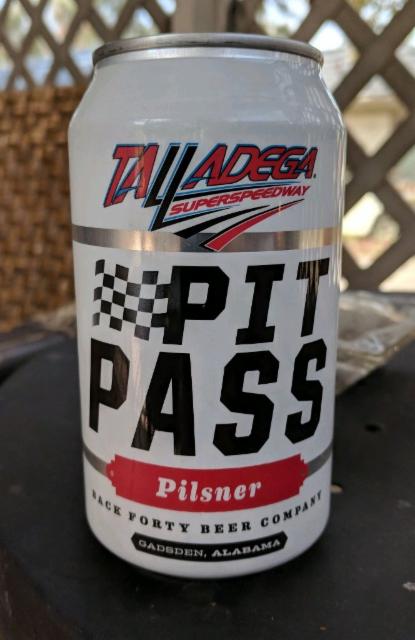 TALLADEGA
SUPERSPEEDWAY
PIT
PASS
Pilsner
BACK FORTY BEER COMPANY
GADSDEN, ALABAMA